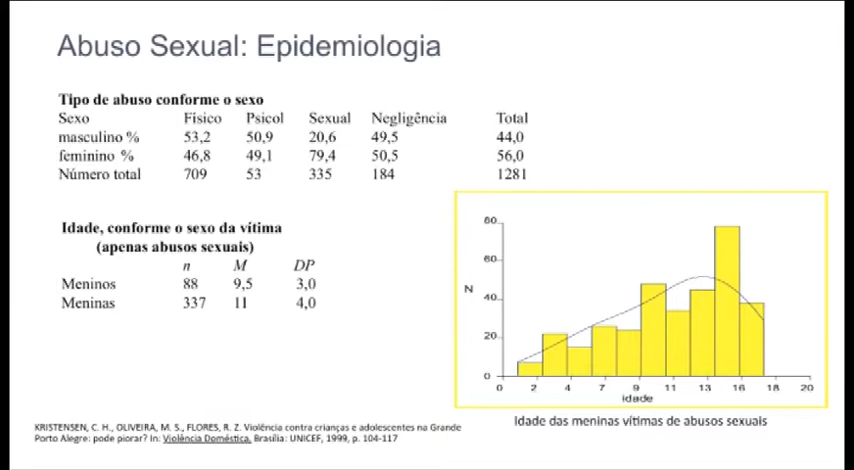 Abuso Sexual: Epidemiologia
Tipo de abuso conforme o sexo
Sexo Físico Psicol Sexual Negligência Total
masculino % 53,2 50,9 20,6 49,5 44,0
feminino % 46,8 49,1 79,4 50,5 56,0
Número total 709 53 335 184 1281
Idade, conforme o sexo da vítima
(apenas abusos sexuais)
n M DP
Meninos 88 9,5 3,0
Meninas 337 11 4,0
80
60
40
20
0
N
0 2 4 7 9 11 13 16 18 20
idade
Idade das meninas vítimas de abusos sexuais
KRISTENSEN, C. H., OLIVEIRA, M. S., FLORES, R. Z. Violência contra crianças e adolescentes na Grande
Porto Alegre: pode piorar? In: Violência Doméstica. Brasília: UNICEF, 1999, p. 104-117